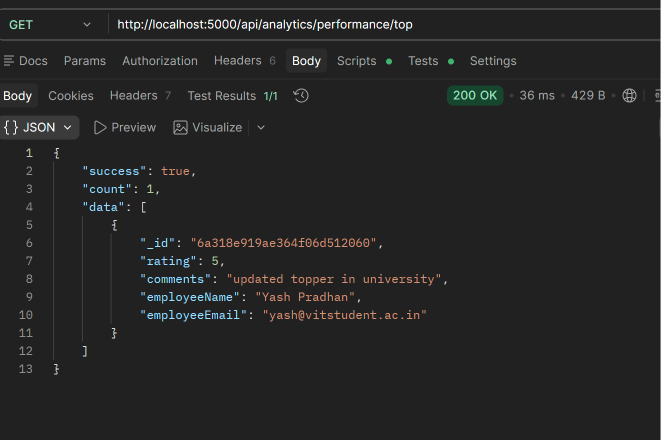 GET http://localhost:5000/api/analytics/performance/top
Docs Params Authorization Headers 6 Body Scripts Tests Settings
Body Cookies Headers 7 Test Results 1/1 200 OK 36 ms 429 B
{} JSON Preview Visualize
1 {
2 "success": true,
3 "count": 1,
4 "data": [
5 {
6 "_id": "6a318e919ae364f06d512060",
7 "rating": 5,
8 "comments": "updated topper in university",
9 "employeeName": "Yash Pradhan",
10 "employeeEmail": "yash@vitstudent.ac.in"
11 }
12 ]
13 }